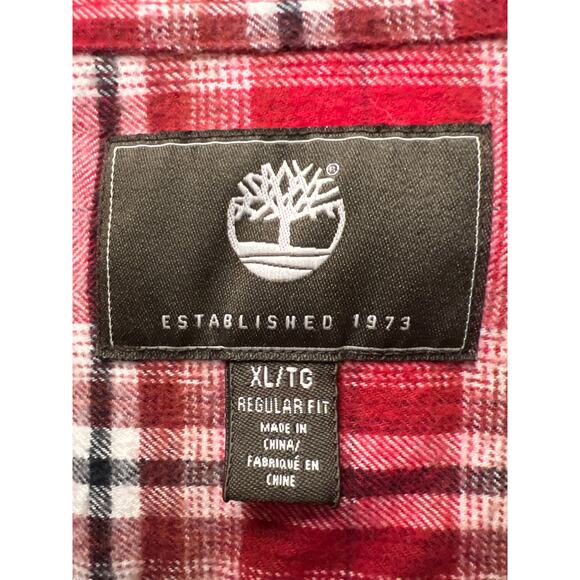 ®
ESTABLISHED 1973
XL/TG
REGULAR FIT
MADE IN
CHINA/
FABRIQUÉ EN
CHINE